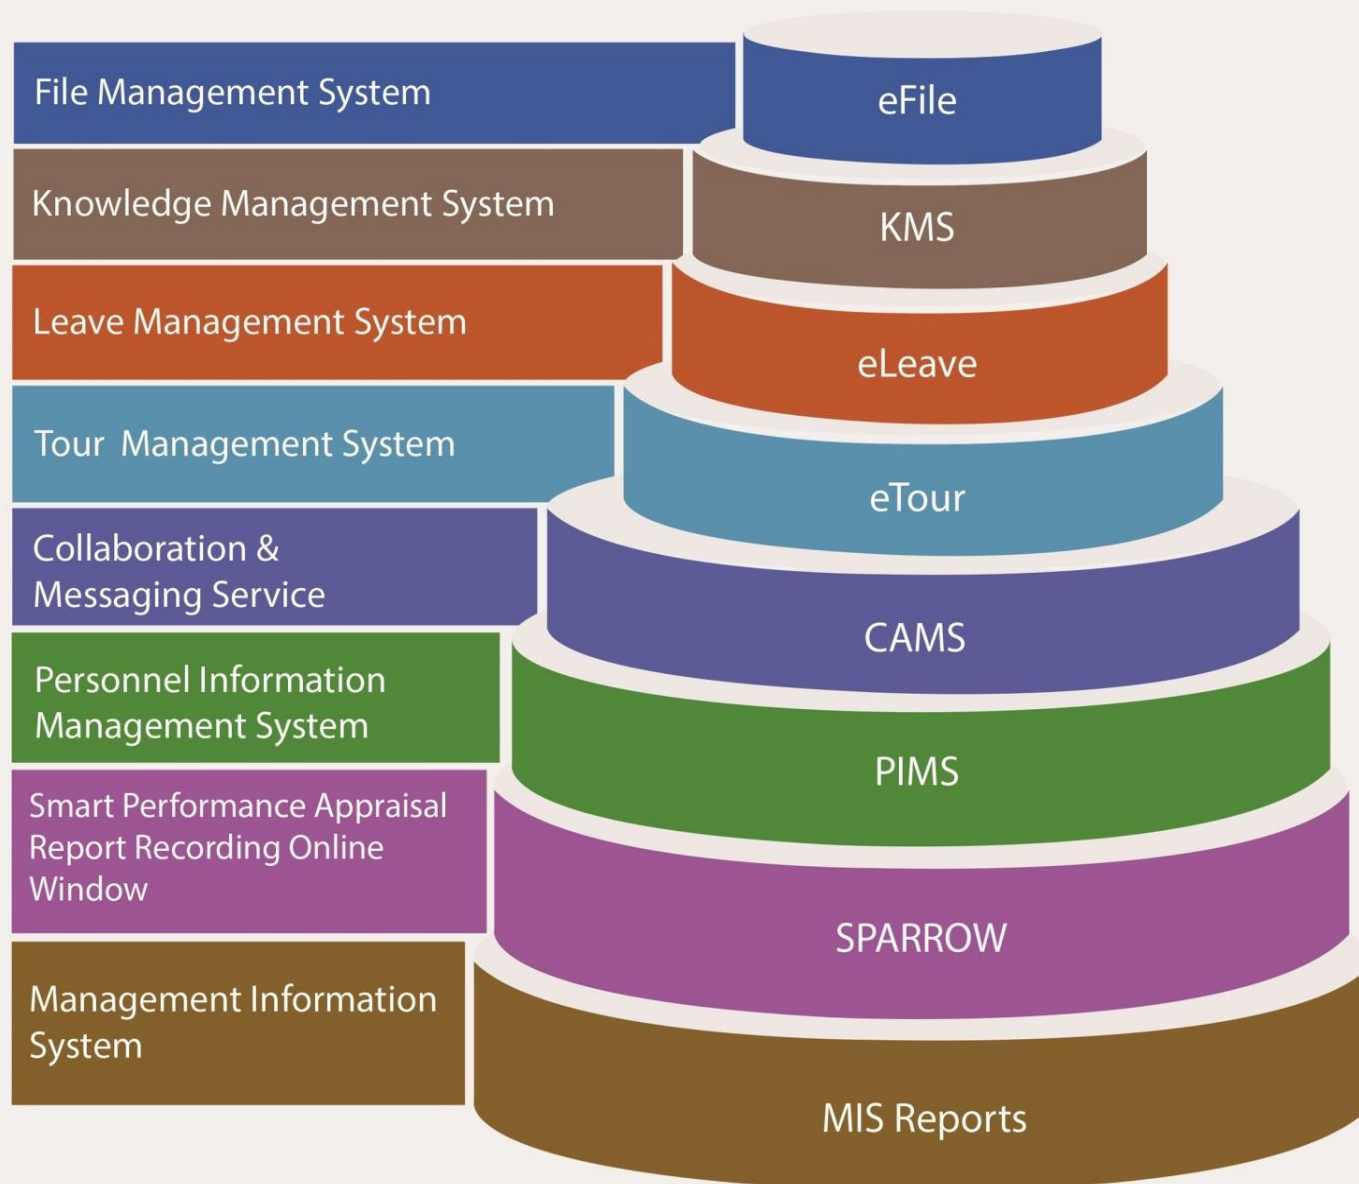 File Management System
eFile
Knowledge Management System
KMS
Leave Management System
eLeave
Tour Management System
eTour
Collaboration &
Messaging Service
CAMS
Personnel Information
Management System
PIMS
Smart Performance Appraisal
Report Recording Online
Window
SPARROW
Management Information
System
MIS Reports